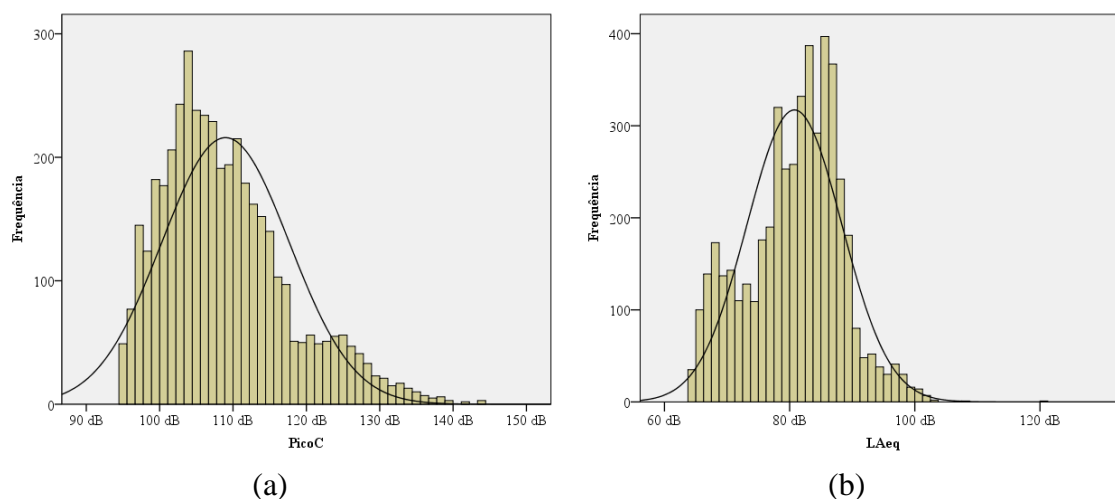 300
200
100
0
Frequência
90 dB 100 dB 110 dB 120 dB 130 dB 140 dB 150 dB
PicoC
(a)
400
300
200
100
0
Frequência
60 dB 80 dB 100 dB 120 dB
LAeq
(b)